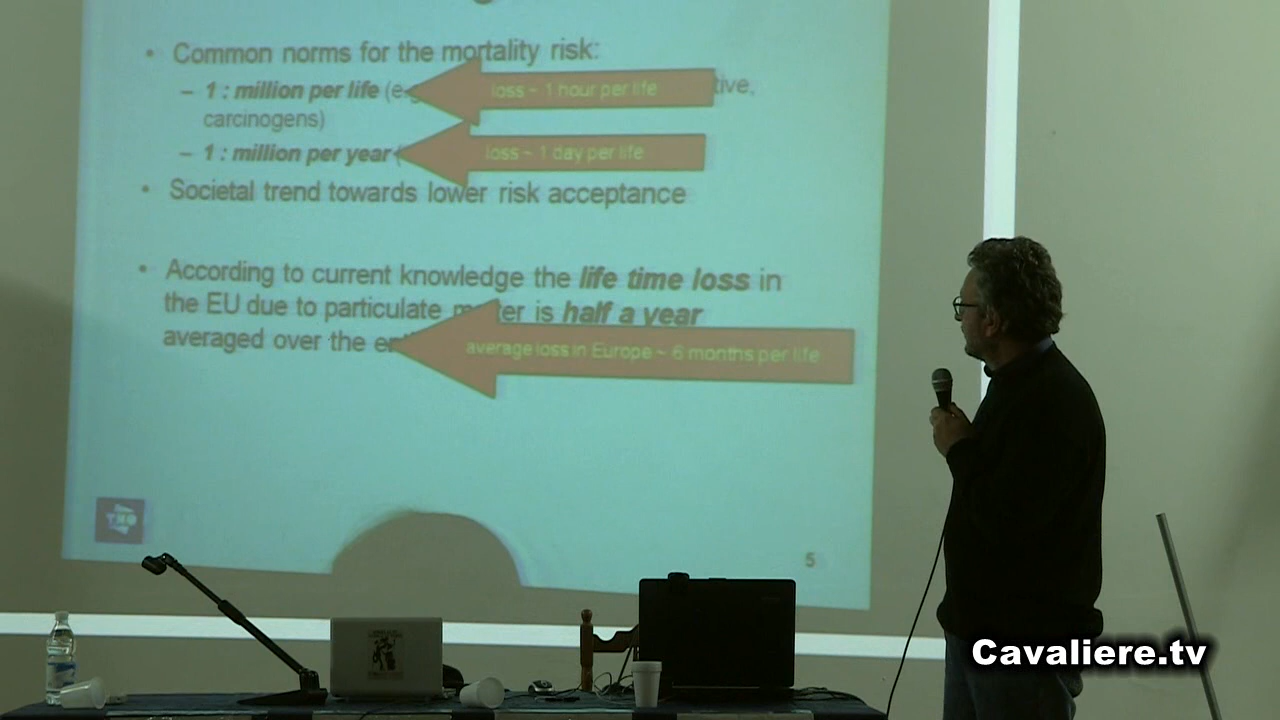 • Common norms for the mortality risk:
– 1 : million per life (e.g
loss ~ 1 hour per life
tive,
carcinogens)
– 1 : million per year (
loss ~ 1 day per life
• Societal trend towards lower risk acceptance
• According to current knowledge the life time loss in
the EU due to particulate matter is half a year
averaged over the
average loss in Europe ~ 6 months per life
TNO
5
Cavaliere.tv